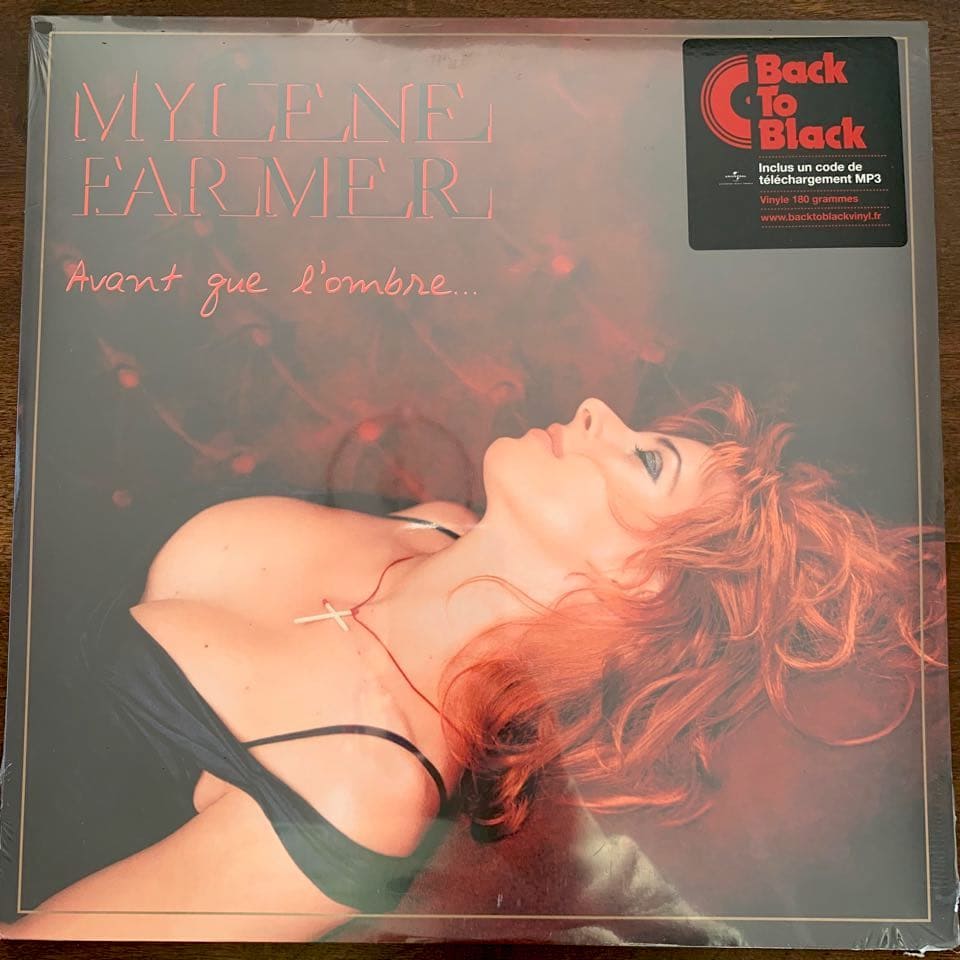 MYLENE
FARMER
Avant que l'ombre...
Back
To
Black
UNIVERSAL
Inclus un code de
téléchargement MP3
Vinyle 180 grammes
www.backtoblackvinyl.fr